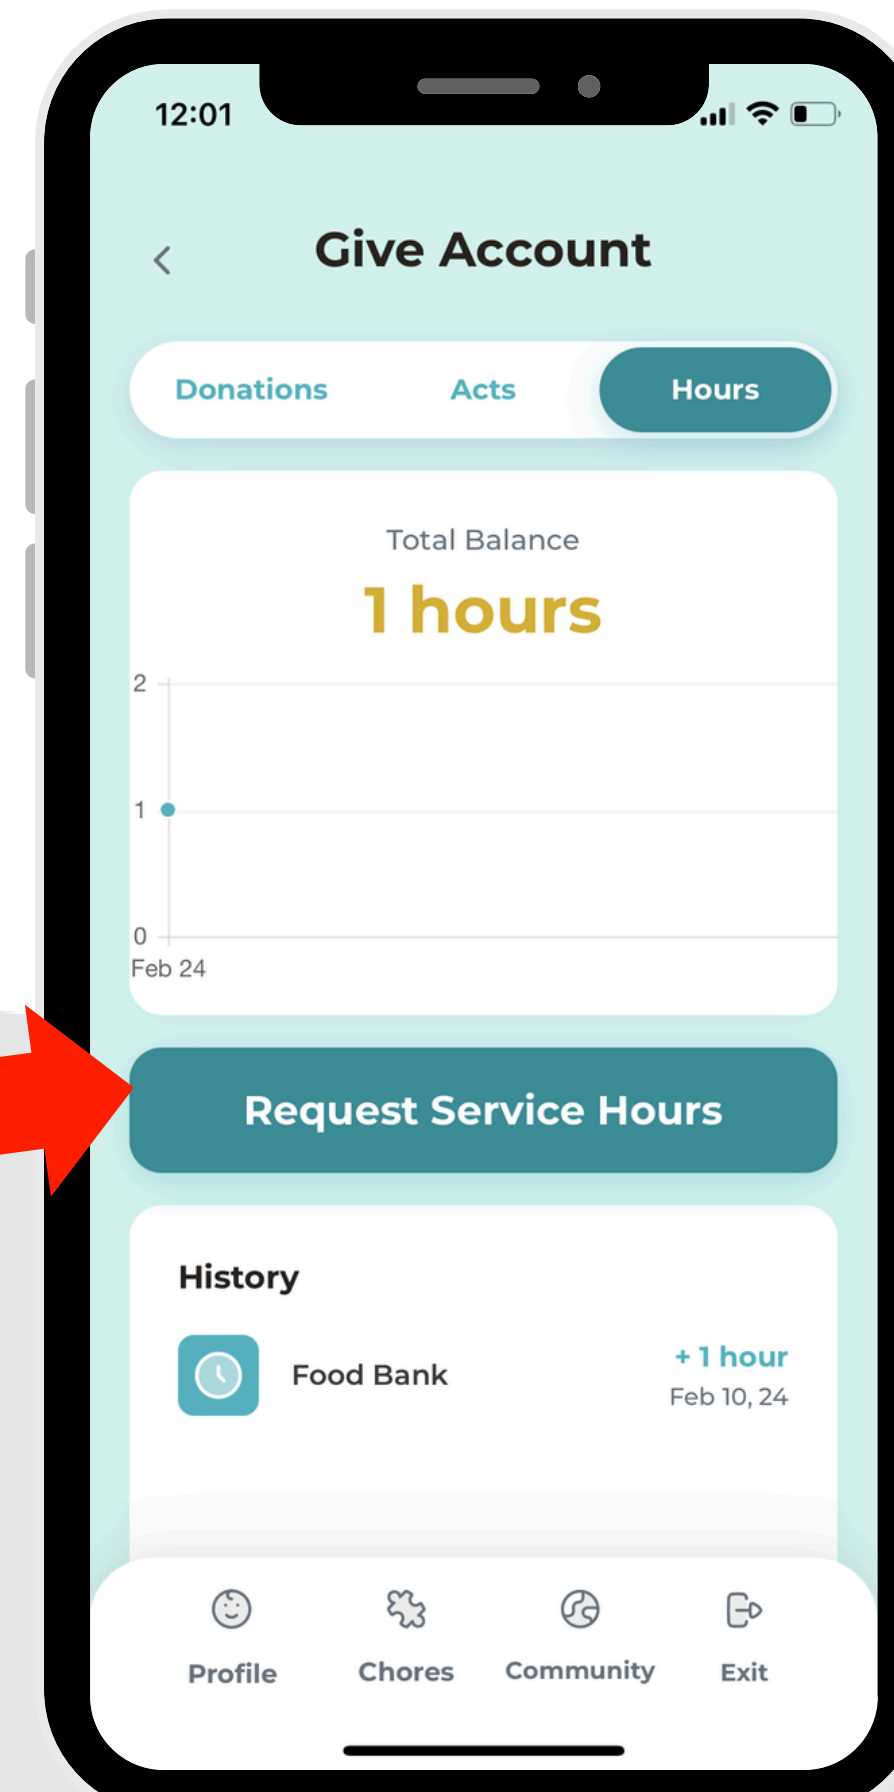 12:01
Give Account
Donations Acts Hours
Total Balance
1 hours
2
1
0
Feb 24
Request Service Hours
History
Food Bank
+ 1 hour
Feb 10, 24
Profile Chores Community Exit